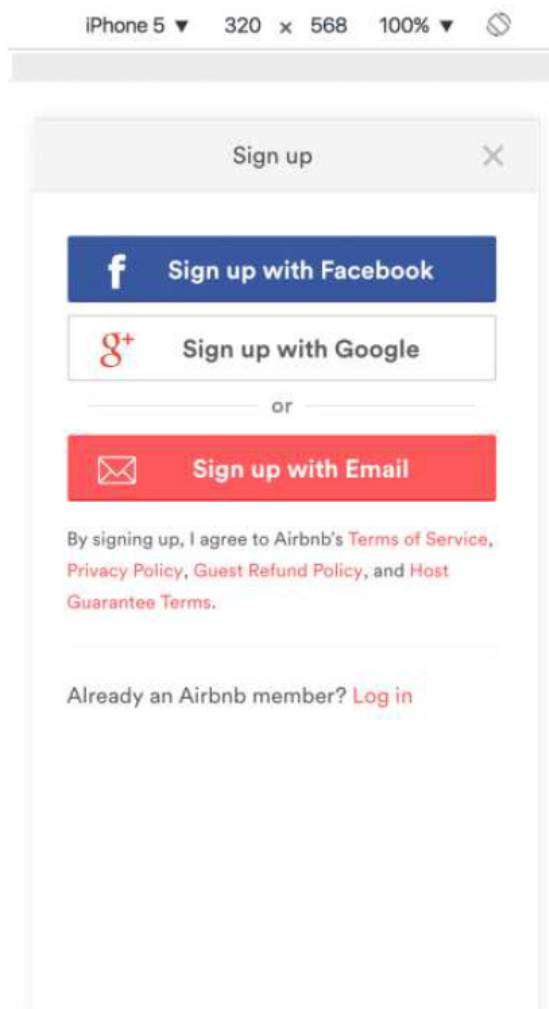 iPhone 5 ▼ 320 × 568 100% ▼
Sign up ×
f Sign up with Facebook
g+ Sign up with Google
or
Sign up with Email
By signing up, I agree to Airbnb's Terms of Service,
Privacy Policy, Guest Refund Policy, and Host
Guarantee Terms.
Already an Airbnb member? Log in